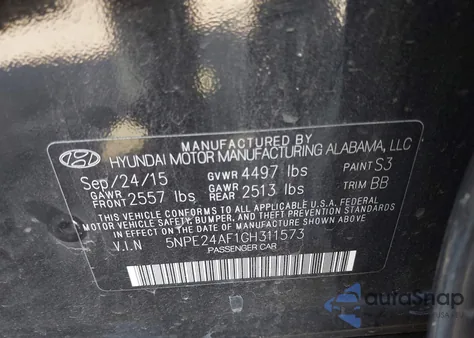 MANUFACTURED BY
HYUNDAI MOTOR MANUFACTURING ALABAMA, LLC
Sep/24/15 GVWR 4497 lbs PAINT S3
GAWR FRONT 2557 lbs GAWR REAR 2513 lbs TRIM BB
THIS VEHICLE CONFORMS TO ALL APPLICABLE U.S.A. FEDERAL
MOTOR VEHICLE SAFETY, BUMPER, AND THEFT PREVENTION
STANDARDS IN EFFECT ON THE DATE OF MANUFACTURE SHOWN ABOVE.
V.I.N 5NPE24AF1GH311573
PASSENGER CAR
autoSnap